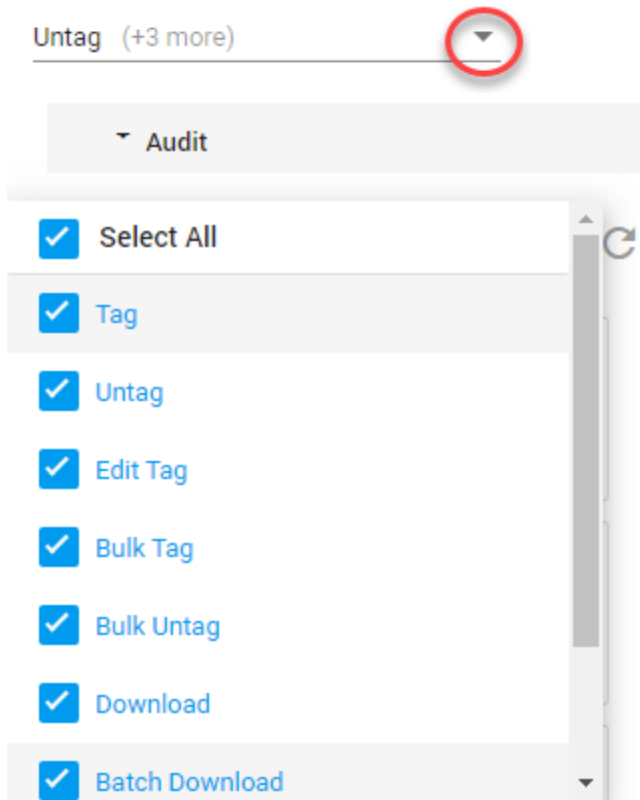 Untag (+3 more)
Audit
Select All
Tag
Untag
Edit Tag
Bulk Tag
Bulk Untag
Download
Batch Download